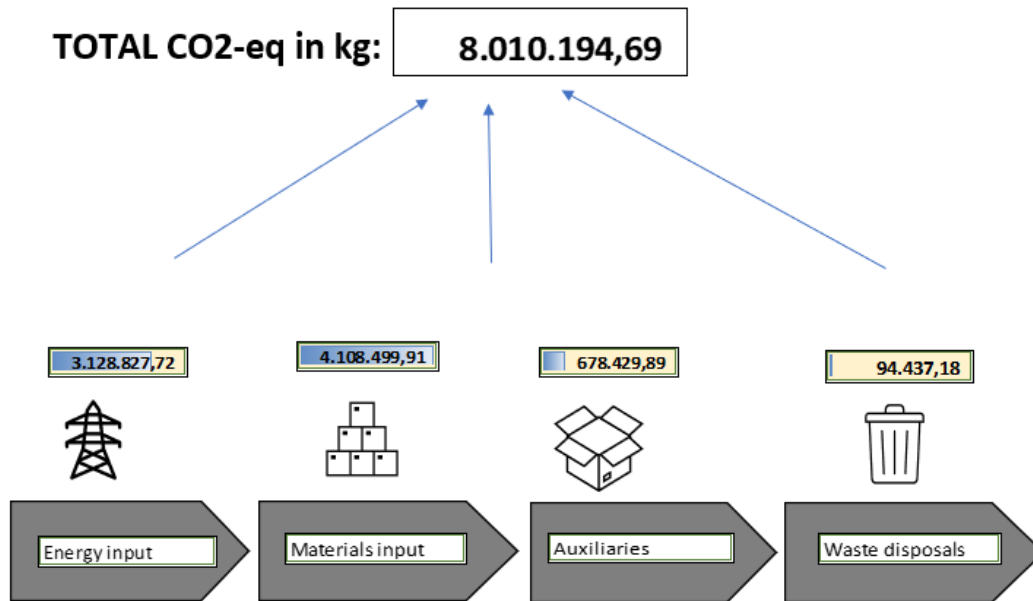 TOTAL CO2-eq in kg: 8.010.194,69
3.128.827,72 4.108.499,91 678.429,89 94.437,18
Energy input Materials input Auxiliaries Waste disposals